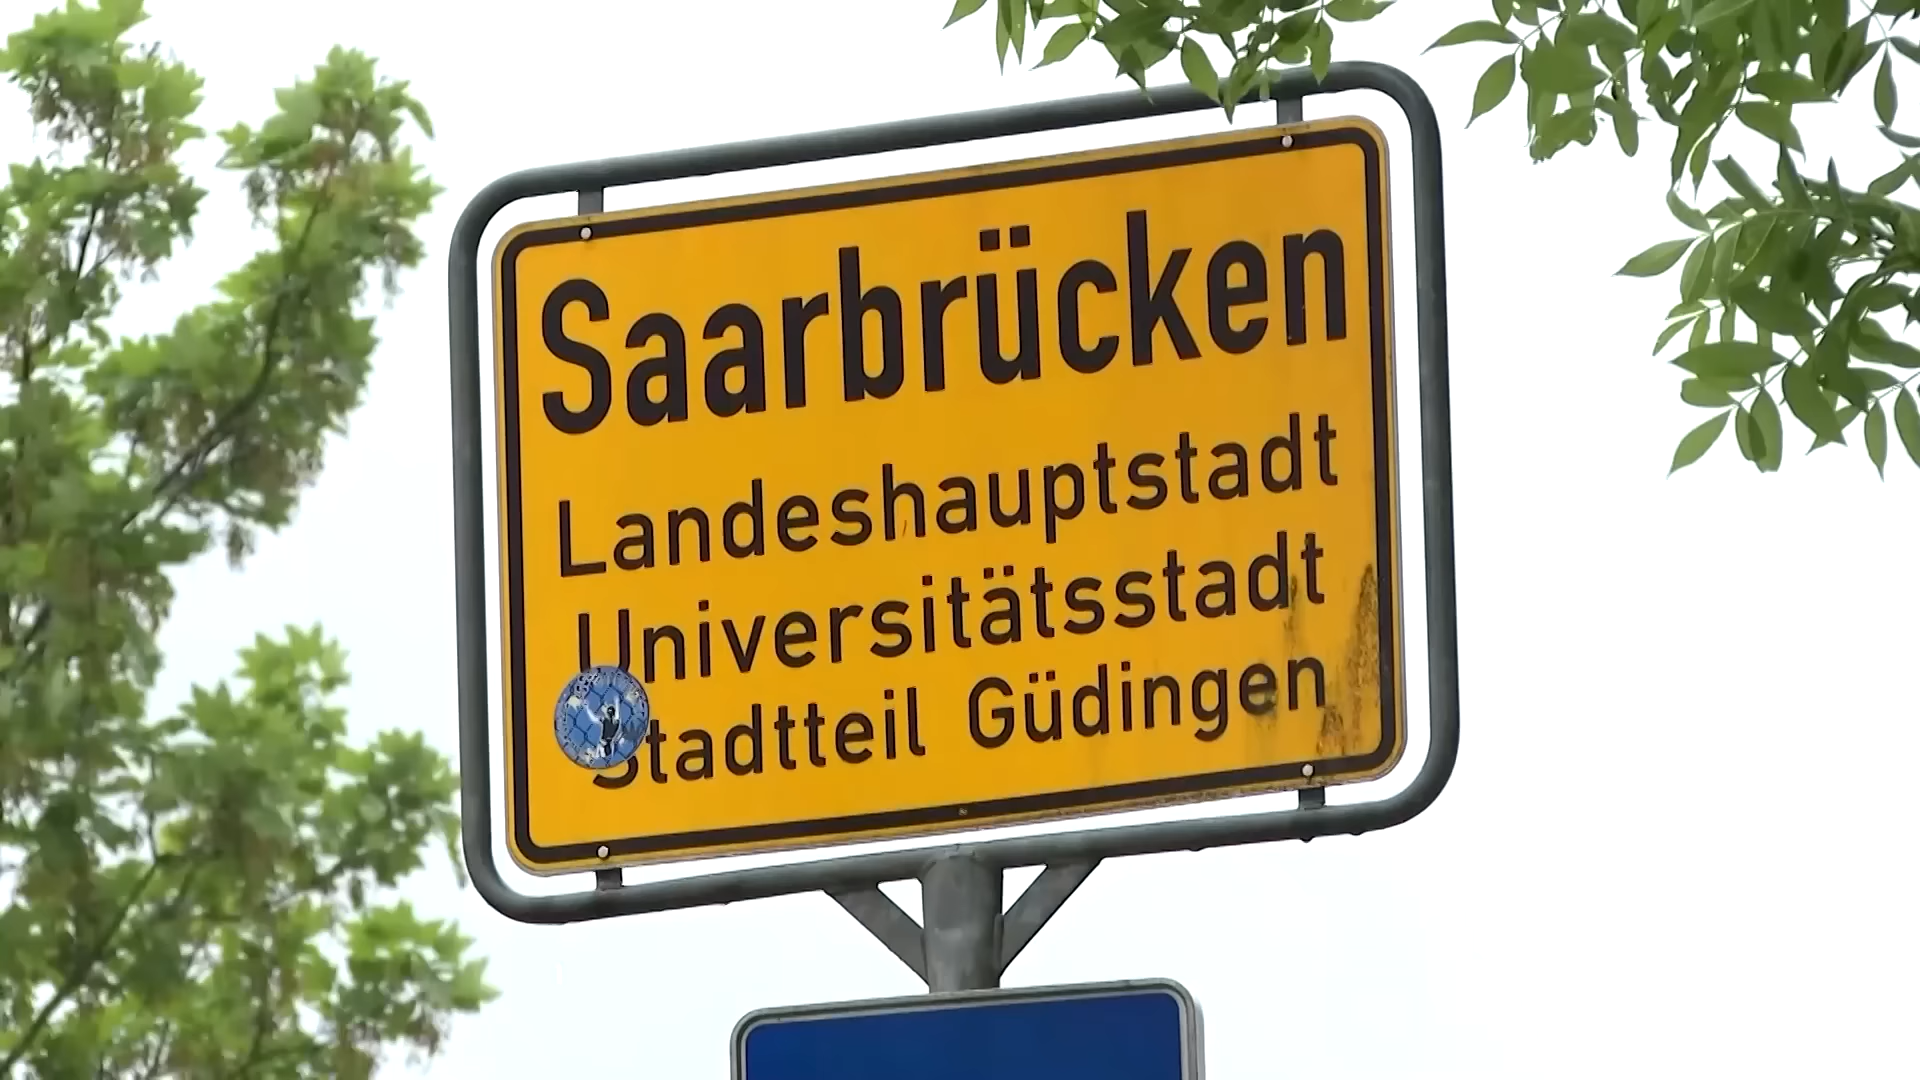 Saarbrücken
Landeshauptstadt
Universitätsstadt
Stadtteil Güdingen